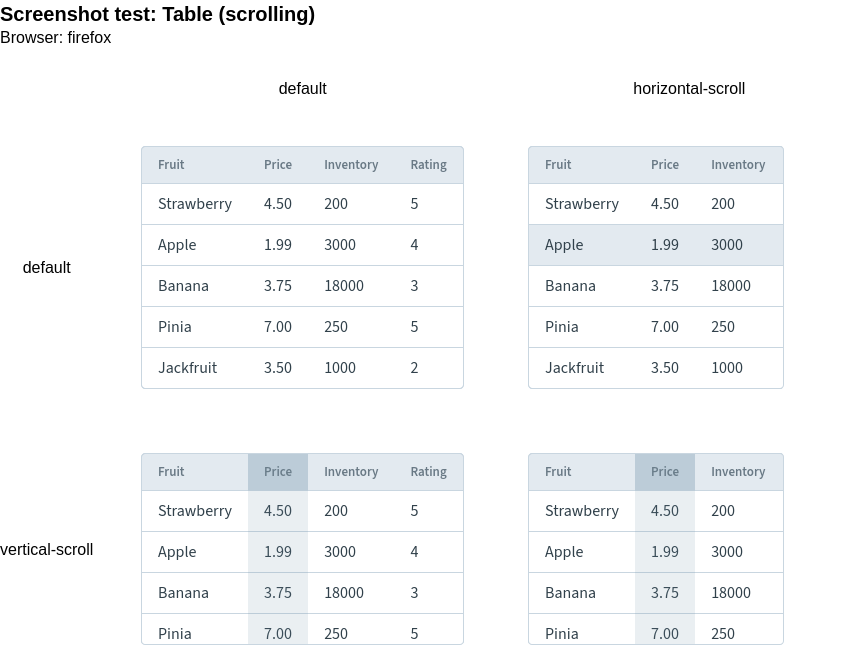 Screenshot test: Table (scrolling)
Browser: firefox
default horizontal-scroll
default
Fruit Price Inventory Rating
Strawberry 4.50 200 5
Apple 1.99 3000 4
Banana 3.75 18000 3
Pinia 7.00 250 5
Jackfruit 3.50 1000 2
Fruit Price Inventory
Strawberry 4.50 200
Apple 1.99 3000
Banana 3.75 18000
Pinia 7.00 250
Jackfruit 3.50 1000
vertical-scroll
Fruit Price Inventory Rating
Strawberry 4.50 200 5
Apple 1.99 3000 4
Banana 3.75 18000 3
Pinia 7.00 250 5
Fruit Price Inventory
Strawberry 4.50 200
Apple 1.99 3000
Banana 3.75 18000
Pinia 7.00 250